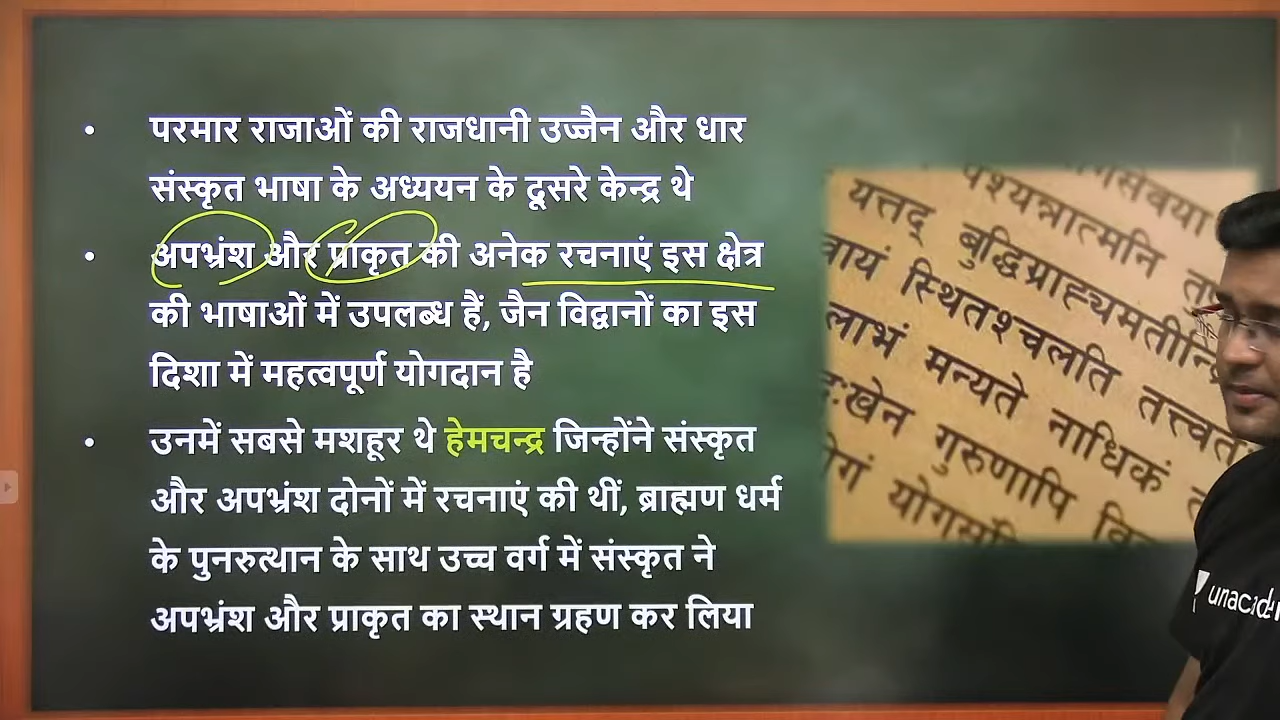 परमार राजाओं की राजधानी उज्जैन और धार
संस्कृत भाषा के अध्ययन के दूसरे केन्द्र थे
अपभ्रंश और प्राकृत की अनेक रचनाएं इस क्षेत्र
की भाषाओं में उपलब्ध हैं, जैन विद्वानों का इस
दिशा में महत्वपूर्ण योगदान है
उनमें सबसे मशहूर थे हेमचन्द्र जिन्होंने संस्कृत
और अपभ्रंश दोनों में रचनाएं की थीं, ब्राह्मण धर्म
के पुनरुत्थान के साथ उच्च वर्ग में संस्कृत ने
अपभ्रंश और प्राकृत का स्थान ग्रहण कर लिया
पश्यन्नात्मनि
यत्तद् बुद्धिग्राह्यमतीन्द्रि
स्थितश्चलति तत्त्वतः
लाभं मन्यते नाधिकं
गुरुणापि